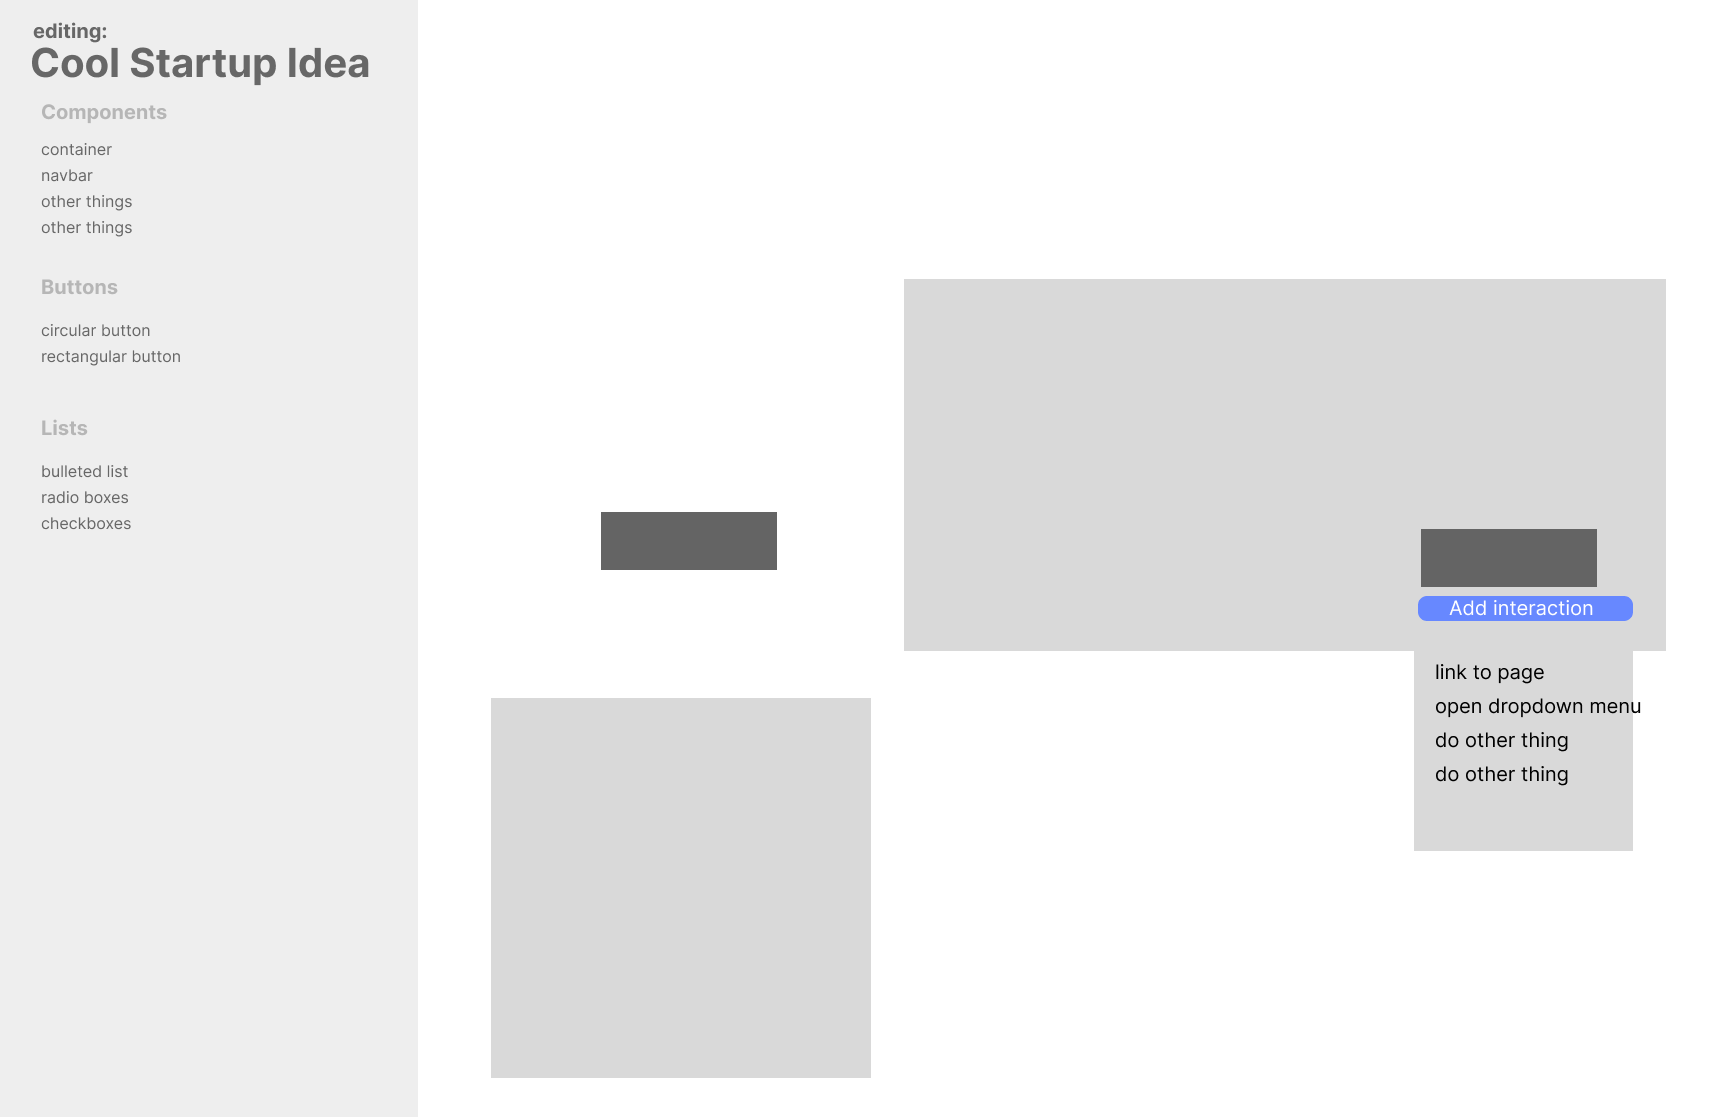 editing:
Cool Startup Idea
Components
container
navbar
other things
other things
Buttons
circular button
rectangular button
Lists
bulleted list
radio boxes
checkboxes
Add interaction
link to page
open dropdown menu
do other thing
do other thing